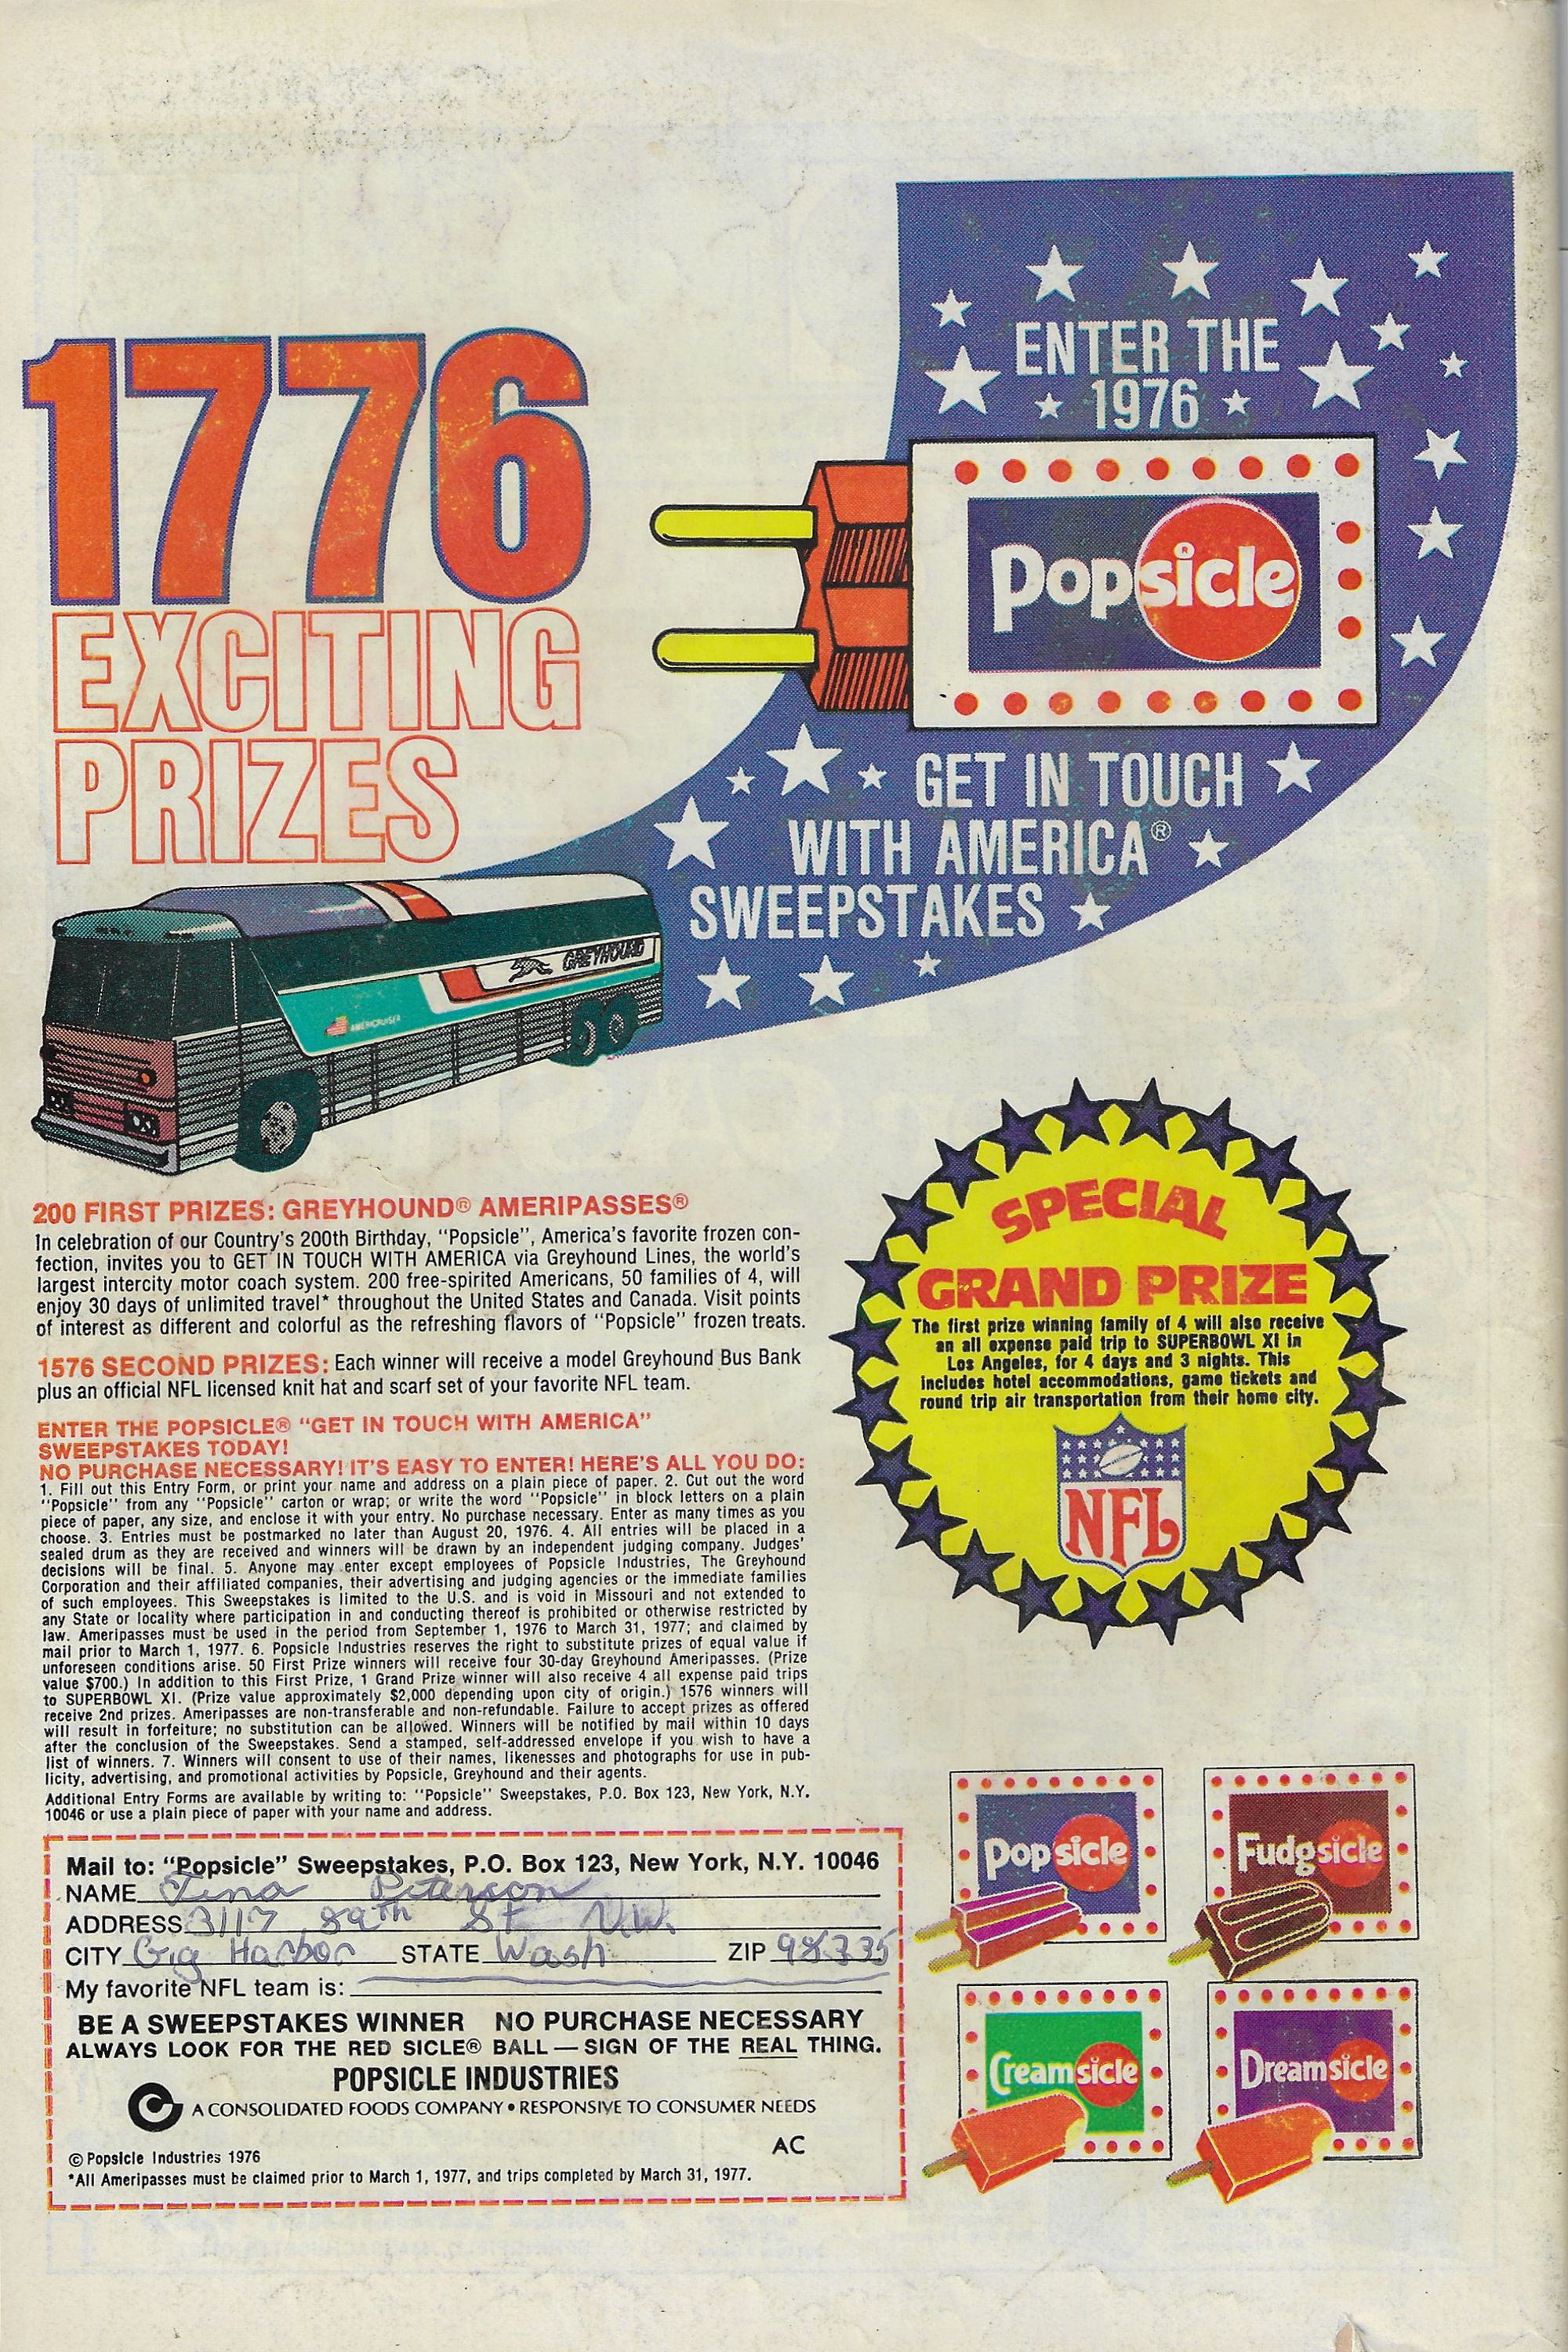 ENTER THE
1976
Popsicle®
GET IN TOUCH
WITH AMERICA®
SWEEPSTAKES
1776
EXCITING
PRIZES
GREYHOUND
AMERICRUISER
200 FIRST PRIZES: GREYHOUND® AMERIPASSES®
In celebration of our Country's 200th Birthday, "Popsicle", America's favorite frozen con-
fection, invites you to GET IN TOUCH WITH AMERICA via Greyhound Lines, the world's
largest intercity motor coach system. 200 free-spirited Americans, 50 families of 4, will
enjoy 30 days of unlimited travel* throughout the United States and Canada. Visit points
of interest as different and colorful as the refreshing flavors of "Popsicle" frozen treats.
1576 SECOND PRIZES: Each winner will receive a model Greyhound Bus Bank
plus an official NFL licensed knit hat and scarf set of your favorite NFL team.
ENTER THE POPSICLE® "GET IN TOUCH WITH AMERICA"
SWEEPSTAKES TODAY!
NO PURCHASE NECESSARY! IT'S EASY TO ENTER! HERE'S ALL YOU DO:
1. Fill out this Entry Form, or print your name and address on a plain piece of paper. 2. Cut out the word
"Popsicle" from any "Popsicle" carton or wrap; or write the word "Popsicle" in block letters on a plain
piece of paper, any size, and enclose it with your entry. No purchase necessary. Enter as many times as you
choose. 3. Entries must be postmarked no later than August 20, 1976. 4. All entries will be placed in a
sealed drum as they are received and winners will be drawn by an independent judging company. Judges'
decisions will be final. 5. Anyone may enter except employees of Popsicle Industries, The Greyhound
Corporation and their affiliated companies, their advertising and judging agencies or the immediate families
of such employees. This Sweepstakes is limited to the U.S. and is void in Missouri and not extended to
any State or locality where participation in and conducting thereof is prohibited or otherwise restricted by
law. Ameripasses must be used in the period from September 1, 1976 to March 31, 1977; and claimed by
mail prior to March 1, 1977. 6. Popsicle Industries reserves the right to substitute prizes of equal value if
unforeseen conditions arise. 50 First Prize winners will receive four 30-day Greyhound Ameripasses. (Prize
value $700.) In addition to this First Prize, 1 Grand Prize winner will also receive 4 all expense paid trips
to SUPERBOWL XI. (Prize value approximately $2,000 depending upon city of origin.) 1576 winners will
receive 2nd prizes. Ameripasses are non-transferable and non-refundable. Failure to accept prizes as offered
will result in forfeiture; no substitution can be allowed. Winners will be notified by mail within 10 days
after the conclusion of the Sweepstakes. Send a stamped, self-addressed envelope if you wish to have a
list of winners. 7. Winners will consent to use of their names, likenesses and photographs for use in pub-
licity, advertising, and promotional activities by Popsicle, Greyhound and their agents.
Additional Entry Forms are available by writing to: "Popsicle" Sweepstakes, P.O. Box 123, New York, N.Y.
10046 or use a plain piece of paper with your name and address.
SPECIAL
GRAND PRIZE
The first prize winning family of 4 will also receive
an all expense paid trip to SUPERBOWL XI in
Los Angeles, for 4 days and 3 nights. This
includes hotel accommodations, game tickets and
round trip air transportation from their home city.
NFL
Mail to: "Popsicle" Sweepstakes, P.O. Box 123, New York, N.Y. 10046
NAME Tina Peterson
ADDRESS 3117 89th St N.W.
CITY Gig Harbor STATE Wash ZIP 98335
My favorite NFL team is:
BE A SWEEPSTAKES WINNER NO PURCHASE NECESSARY
ALWAYS LOOK FOR THE RED SICLE® BALL — SIGN OF THE REAL THING.
POPSICLE INDUSTRIES
A CONSOLIDATED FOODS COMPANY • RESPONSIVE TO CONSUMER NEEDS
AC
© Popsicle Industries 1976
*All Ameripasses must be claimed prior to March 1, 1977, and trips completed by March 31, 1977.
Popsicle
Fudgsicle
Creamsicle
Dreamsicle